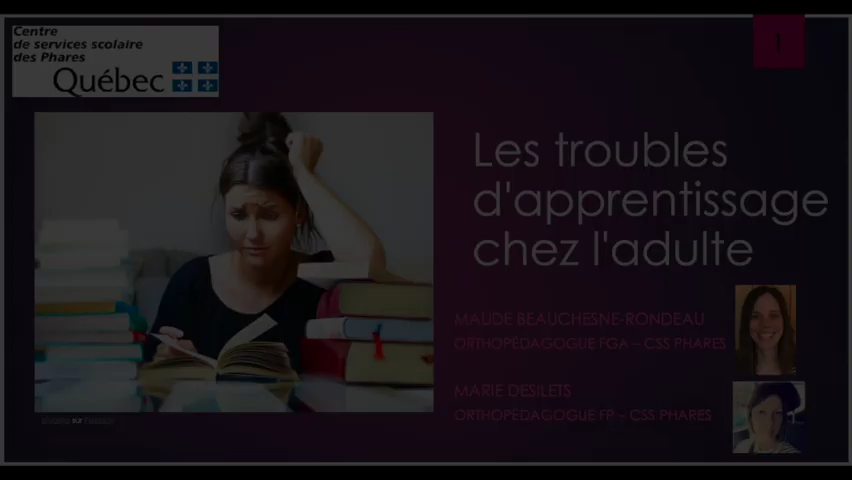 Centre
de services scolaire
des Phares
Québec
1
Les troubles
d'apprentissage
chez l'adulte
MAUDE BEAUCHESNE-RONDEAU
ORTHOPÉDAGOGUE FGA – CSS PHARES
MARIE DESILETS
ORTHOPÉDAGOGUE FP – CSS PHARES
sur